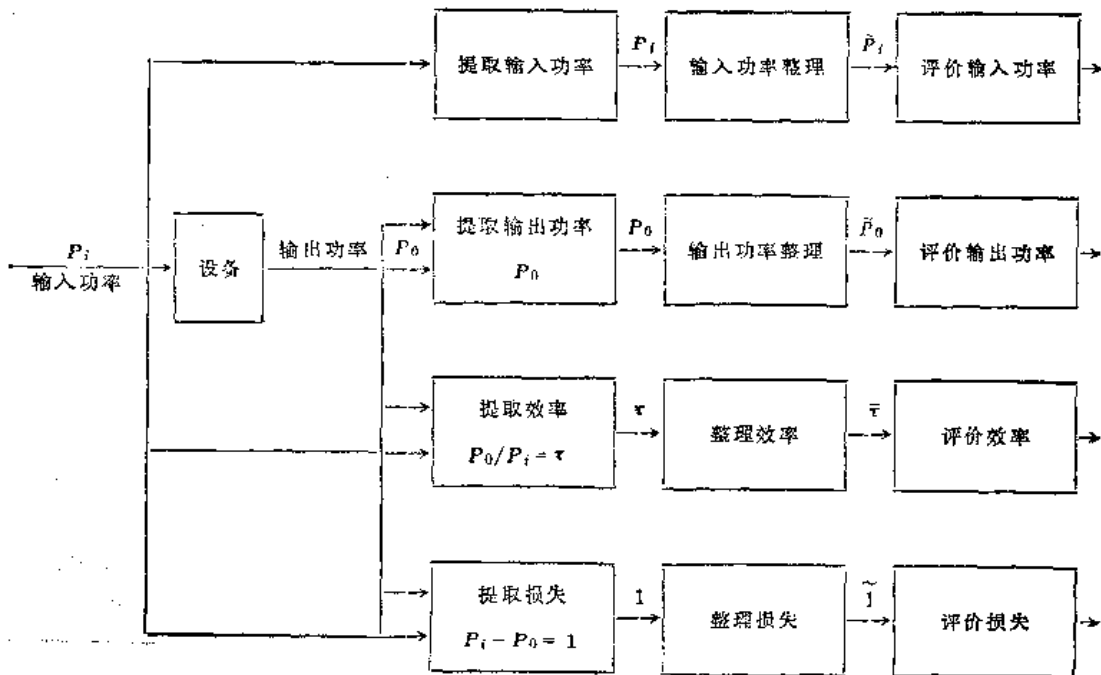 提取输入功率
P_i
输入功率整理
P̃_i
评价输入功率
P_i
输入功率
设备
输出功率
P_0
提取输出功率
P_0
P_0
输出功率整理
P̃_0
评价输出功率
提取效率
P_0/P_i = τ
τ
整理效率
τ̄
评价效率
提取损失
P_i − P_0 = 1
1
整理损失
1̃
评价损失